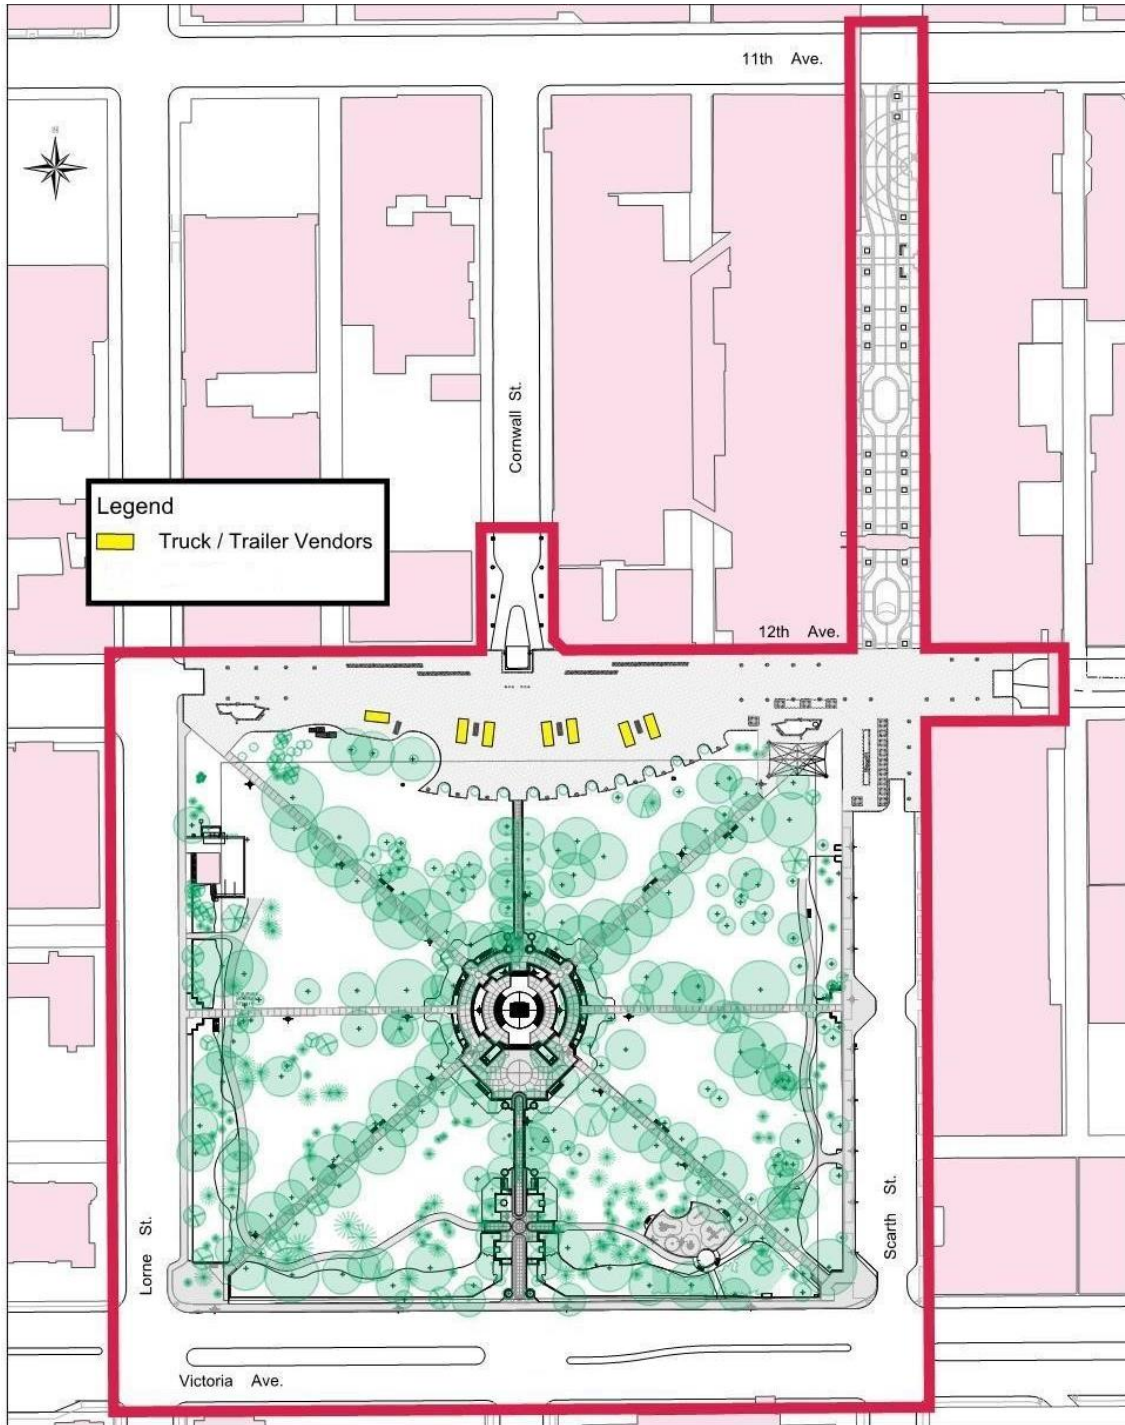 11th Ave.
Cornwall St.
Legend
Truck / Trailer Vendors
12th Ave.
Lorne St.
Scarth St.
Victoria Ave.